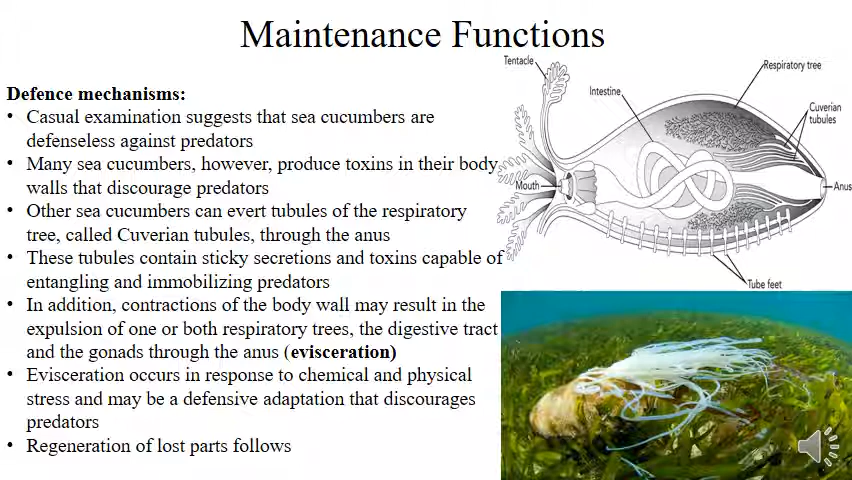 Maintenance Functions
Defence mechanisms:
• Casual examination suggests that sea cucumbers are
defenseless against predators
• Many sea cucumbers, however, produce toxins in their body
walls that discourage predators
• Other sea cucumbers can evert tubules of the respiratory
tree, called Cuverian tubules, through the anus
• These tubules contain sticky secretions and toxins capable of
entangling and immobilizing predators
• In addition, contractions of the body wall may result in the
expulsion of one or both respiratory trees, the digestive tract
and the gonads through the anus (evisceration)
• Evisceration occurs in response to chemical and physical
stress and may be a defensive adaptation that discourages
predators
• Regeneration of lost parts follows
Tentacle
Respiratory tree
Intestine
Cuverian
tubules
Mouth
Anus
Tube feet